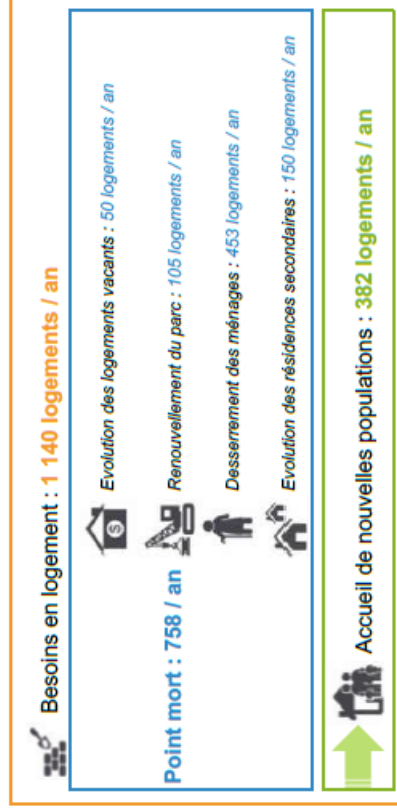 Besoins en logement : 1 140 logements / an
Evolution des logements vacants : 50 logements / an
Point mort : 758 / an
Renouvellement du parc : 105 logements / an
Desserrement des ménages : 453 logements / an
Evolution des résidences secondaires : 150 logements / an
Accueil de nouvelles populations : 382 logements / an